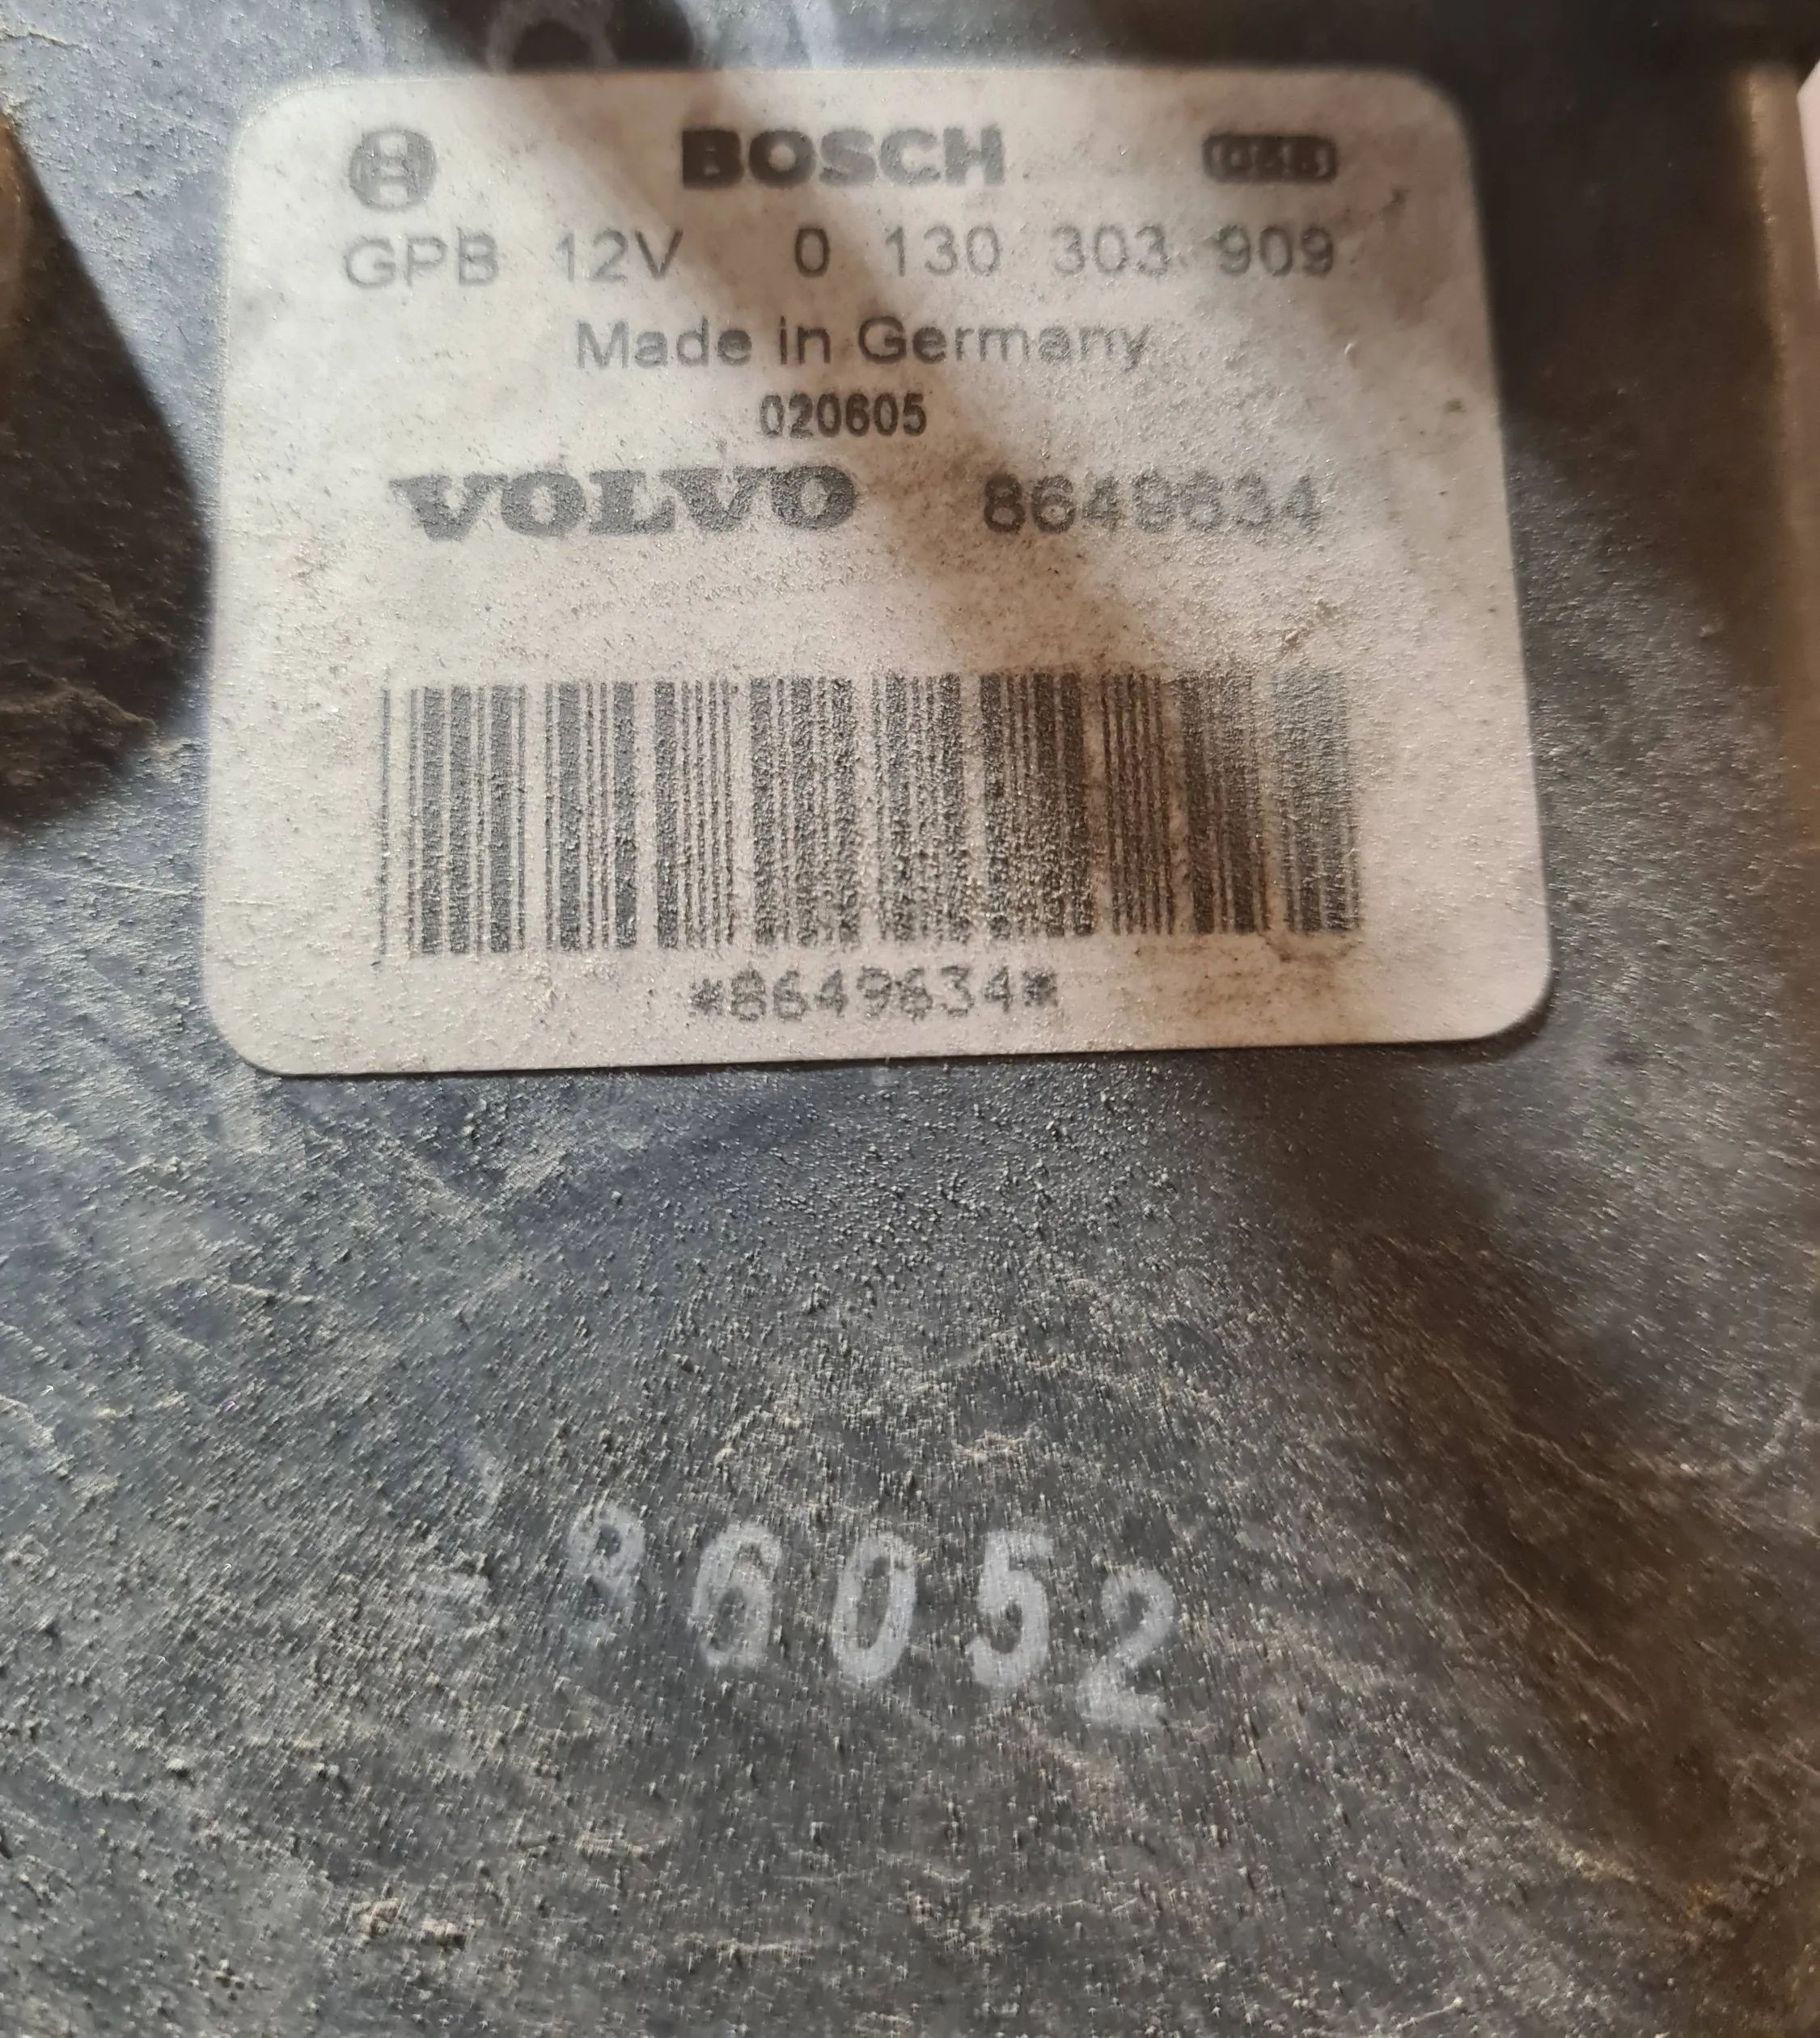 BOSCH
GPB 12V 0 130 303 909
Made in Germany
020605
VOLVO 8649634
*8649634*
86052